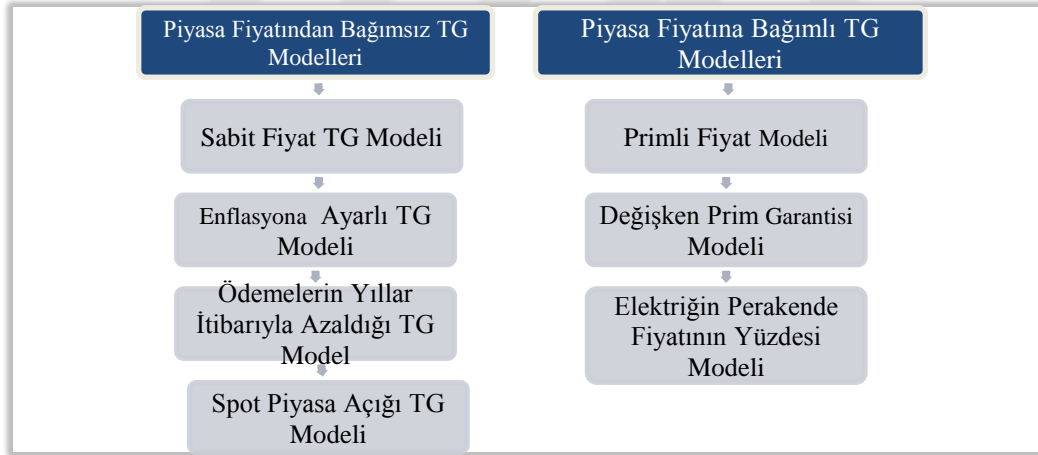 Piyasa Fiyatından Bağımsız TG
Modelleri
Sabit Fiyat TG Modeli
Enflasyona Ayarlı TG
Modeli
Ödemelerin Yıllar
İtibarıyla Azaldığı TG
Model
Spot Piyasa Açığı TG
Modeli
Piyasa Fiyatına Bağımlı TG
Modelleri
Primli Fiyat Modeli
Değişken Prim Garantisi
Modeli
Elektriğin Perakende
Fiyatının Yüzdesi
Modeli